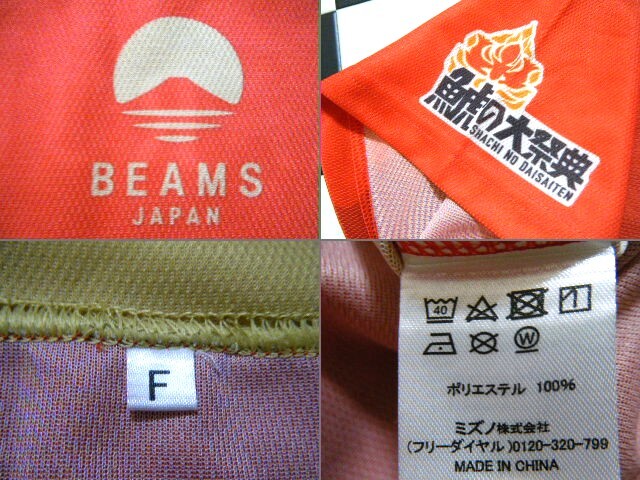 BEAMS
JAPAN
鯱の大祭典
SHACHI NO DAISAITEN
F
40
W
ポリエステル 100%
ミズノ株式会社
(フリーダイヤル)0120-320-799
MADE IN CHINA